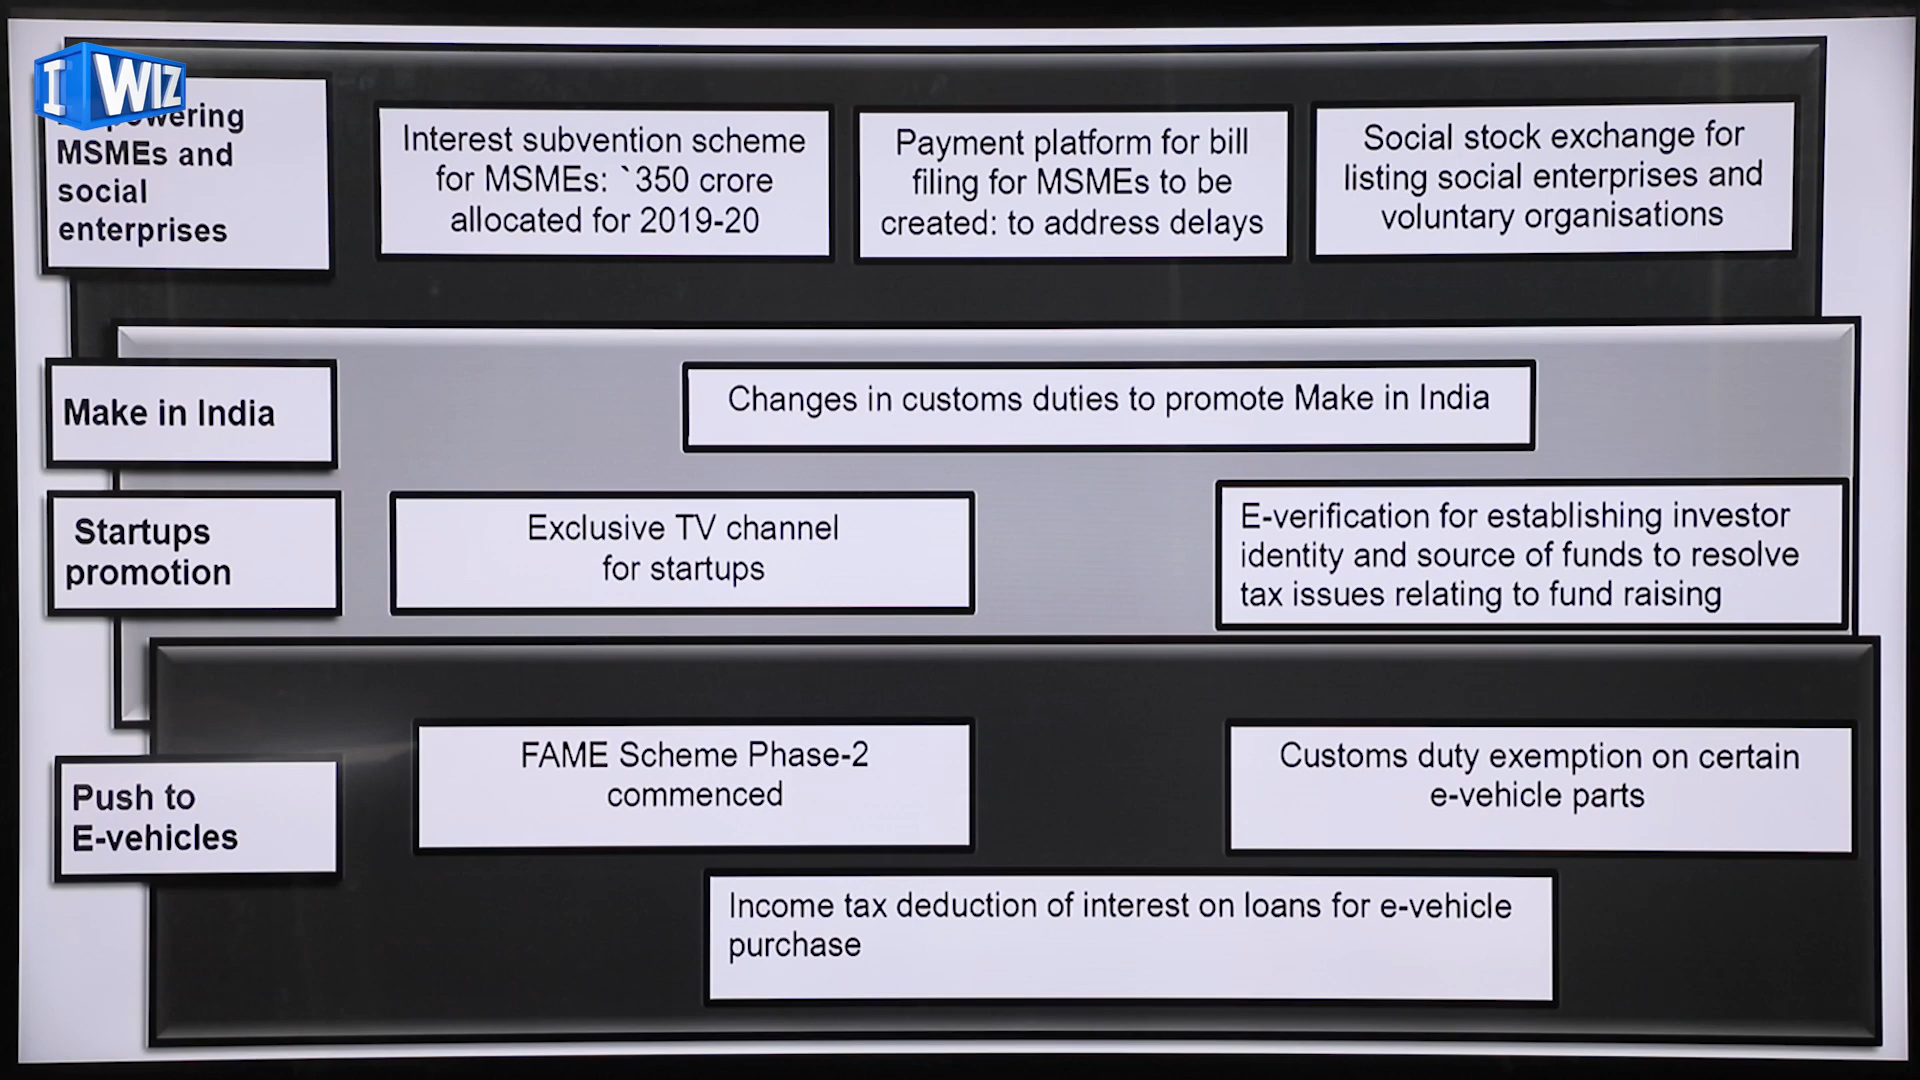 I WIZ
MSMEs and
social
enterprises
Interest subvention scheme
for MSMEs: `350 crore
allocated for 2019-20
Payment platform for bill
filing for MSMEs to be
created: to address delays
Social stock exchange for
listing social enterprises and
voluntary organisations
Make in India
Changes in customs duties to promote Make in India
Startups
promotion
Exclusive TV channel
for startups
E-verification for establishing investor
identity and source of funds to resolve
tax issues relating to fund raising
Push to
E-vehicles
FAME Scheme Phase-2
commenced
Customs duty exemption on certain
e-vehicle parts
Income tax deduction of interest on loans for e-vehicle
purchase